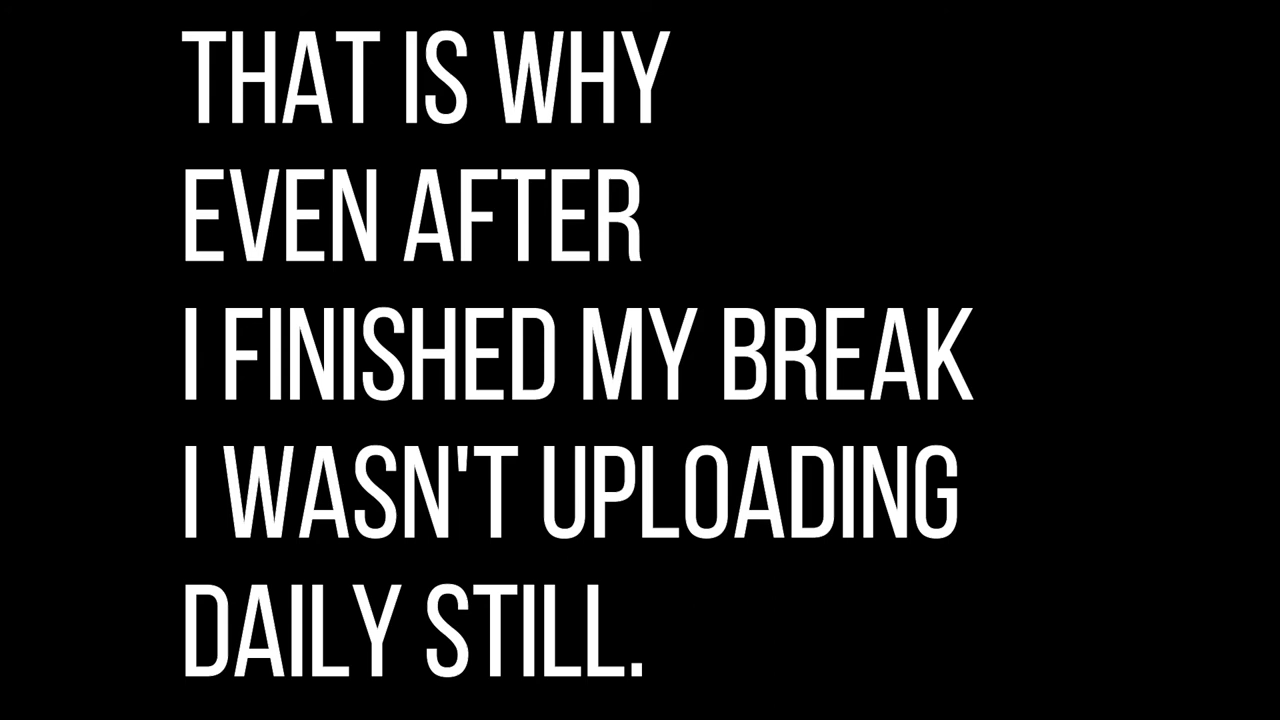 THAT IS WHY
EVEN AFTER
I FINISHED MY BREAK
I WASN'T UPLOADING
DAILY STILL.